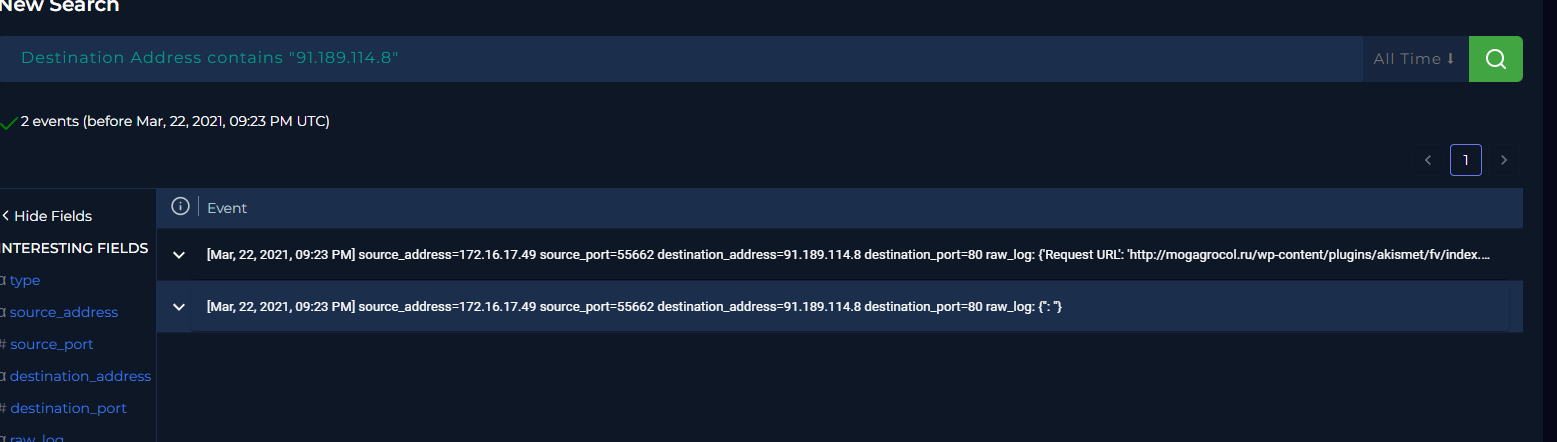 New Search
Destination Address contains "91.189.114.8"
All Time
2 events (before Mar, 22, 2021, 09:23 PM UTC)
1
Hide Fields
Event
INTERESTING FIELDS
[Mar, 22, 2021, 09:23 PM] source_address=172.16.17.49 source_port=55662 destination_address=91.189.114.8 destination_port=80 raw_log: {'Request URL': 'http://mogagrocol.ru/wp-content/plugins/akismet/fv/index....
α type
[Mar, 22, 2021, 09:23 PM] source_address=172.16.17.49 source_port=55662 destination_address=91.189.114.8 destination_port=80 raw_log: {'': ''}
α source_address
# source_port
α destination_address
# destination_port
α raw_log